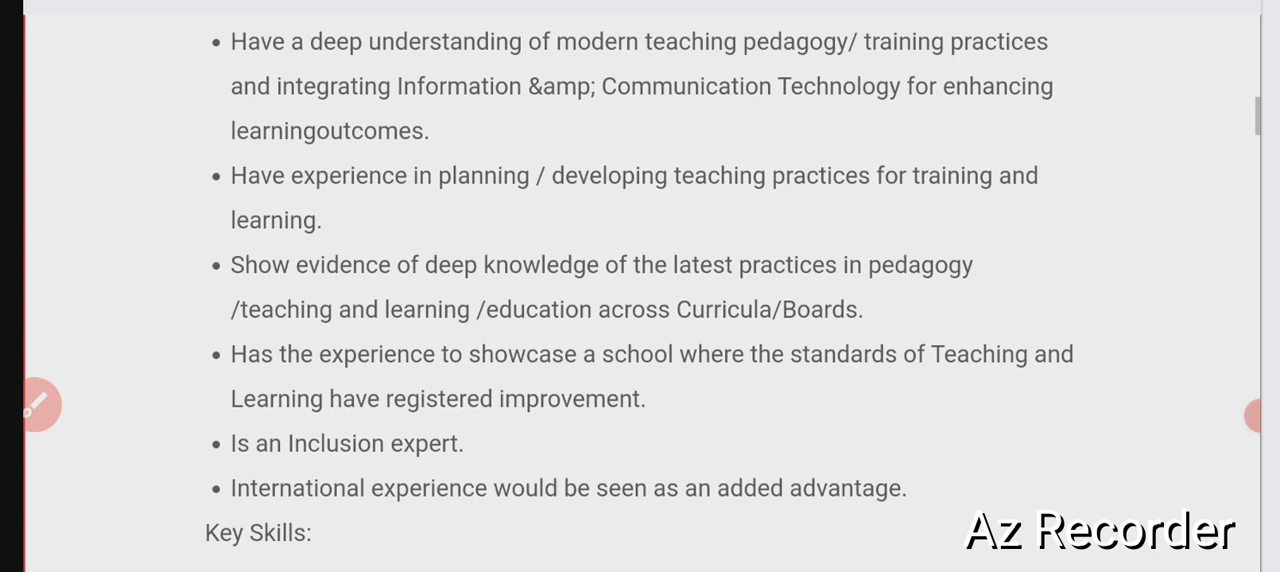 • Have a deep understanding of modern teaching pedagogy/ training practices
and integrating Information &amp; Communication Technology for enhancing
learningoutcomes.
• Have experience in planning / developing teaching practices for training and
learning.
• Show evidence of deep knowledge of the latest practices in pedagogy
/teaching and learning /education across Curricula/Boards.
• Has the experience to showcase a school where the standards of Teaching and
Learning have registered improvement.
• Is an Inclusion expert.
• International experience would be seen as an added advantage.
Key Skills:
Az Recorder